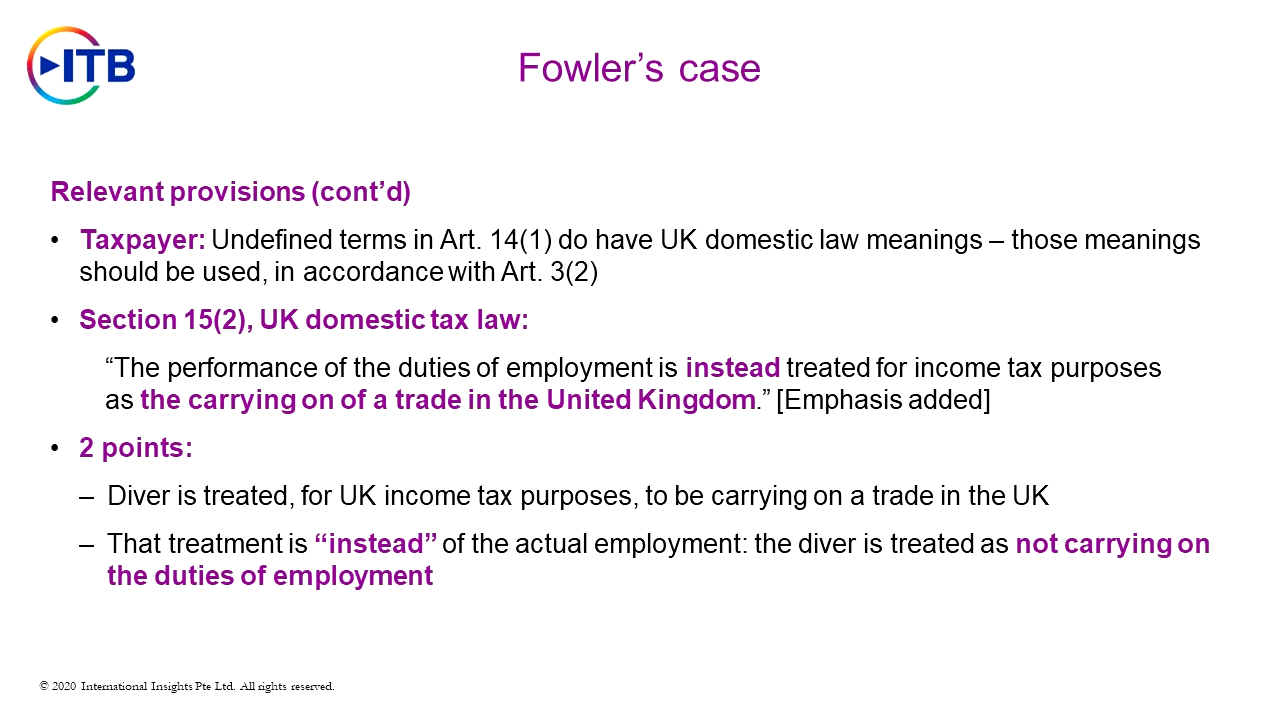 ITB
Fowler’s case
Relevant provisions (cont’d)
• Taxpayer: Undefined terms in Art. 14(1) do have UK domestic law meanings – those meanings
should be used, in accordance with Art. 3(2)
• Section 15(2), UK domestic tax law:
“The performance of the duties of employment is instead treated for income tax purposes
as the carrying on of a trade in the United Kingdom.” [Emphasis added]
• 2 points:
– Diver is treated, for UK income tax purposes, to be carrying on a trade in the UK
– That treatment is “instead” of the actual employment: the diver is treated as not carrying on
the duties of employment
© 2020 International Insights Pte Ltd. All rights reserved.